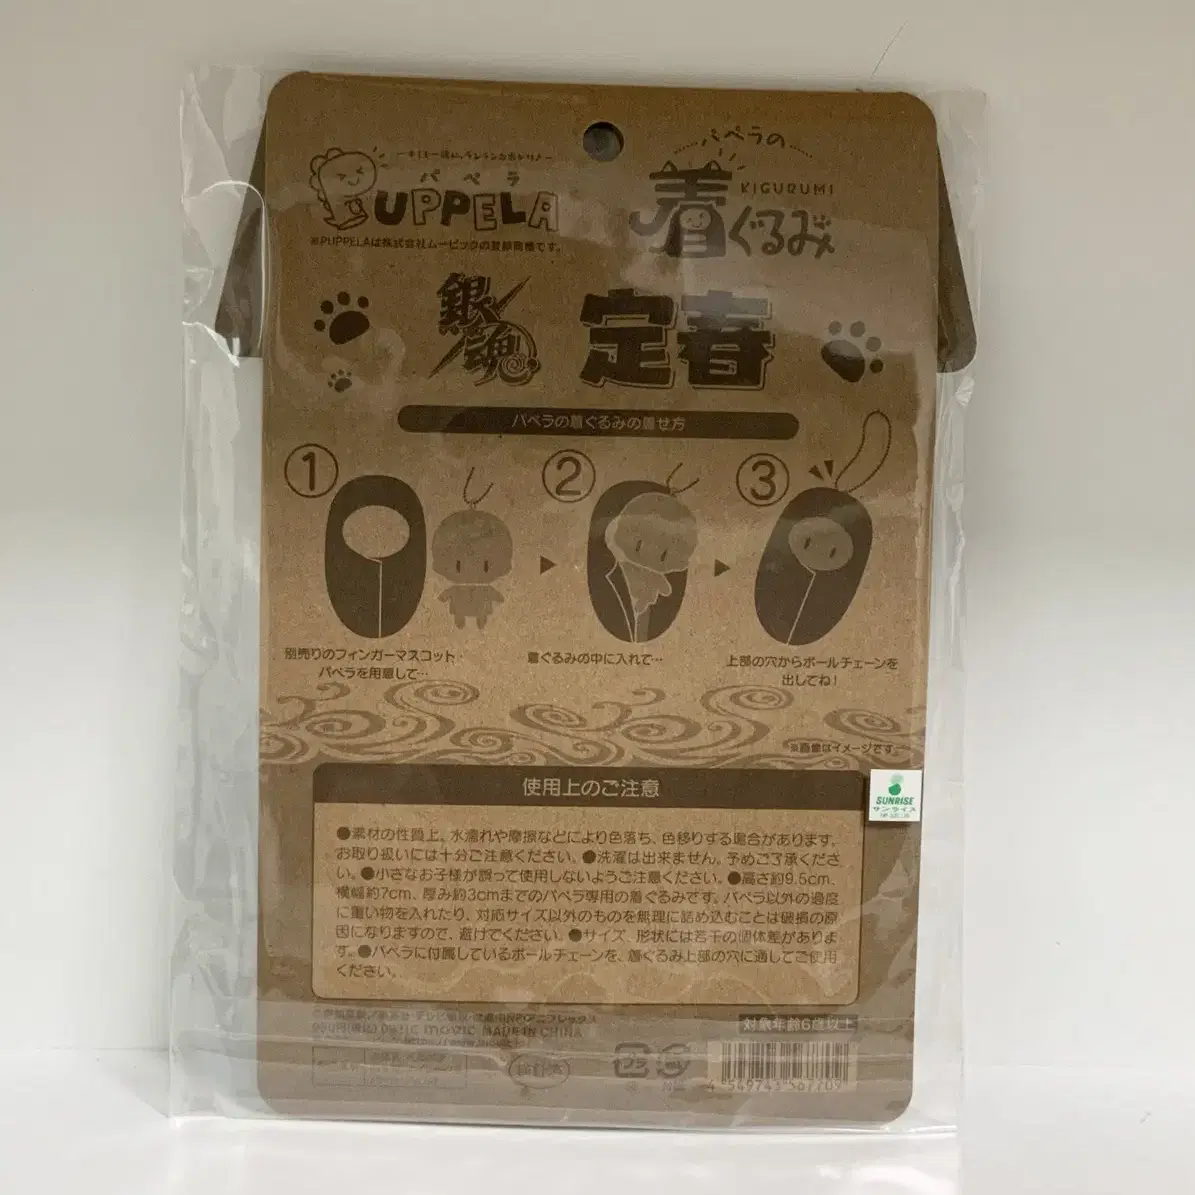 パペラ
PUPPELA
※PUPPELAは株式会社ムービックの登録商標です。
パペラの
着ぐるみ
KIGURUMI
銀魂
定春
パペラの着ぐるみの着せ方
① ② ③
別売りのフィンガーマスコット・
パペラを用意して…
着ぐるみの中に入れて…
上部の穴からボールチェーンを
出してね!
※画像はイメージです。
使用上のご注意
●素材の性質上、水濡れや摩擦などにより色落ち、色移りする場合があります。
お取り扱いには十分ご注意ください。●洗濯は出来ません。予めご了承くださ
い。●小さなお子様が誤って使用しないようご注意ください。●高さ約9.5cm、
横幅約7cm、厚み約3cmまでのパペラ専用の着ぐるみです。パペラ以外の過度
に重い物を入れたり、対応サイズ以外のものを無理に詰め込むことは破損の原
因になりますので、避けてください。●サイズ、形状には若干の個体差がありま
す。●パペラに付属しているボールチェーンを、着ぐるみ上部の穴に通してご使用
ください。
SUNRISE
サンライズ
MADE IN CHINA
対象年齢6歳以上
プラ